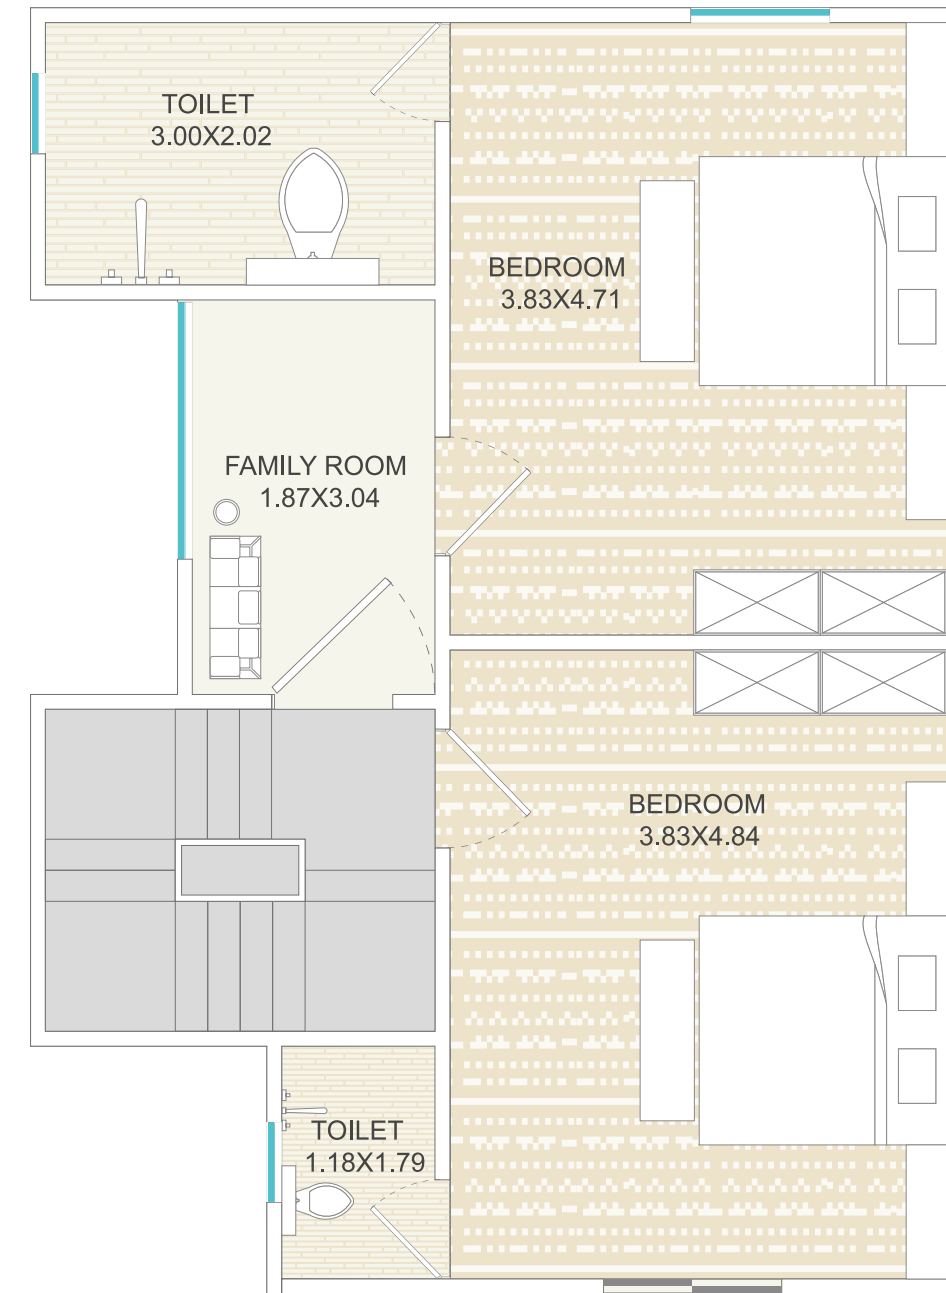 TOILET
3.00X2.02
BEDROOM
3.83X4.71
FAMILY ROOM
1.87X3.04
BEDROOM
3.83X4.84
TOILET
1.18X1.79